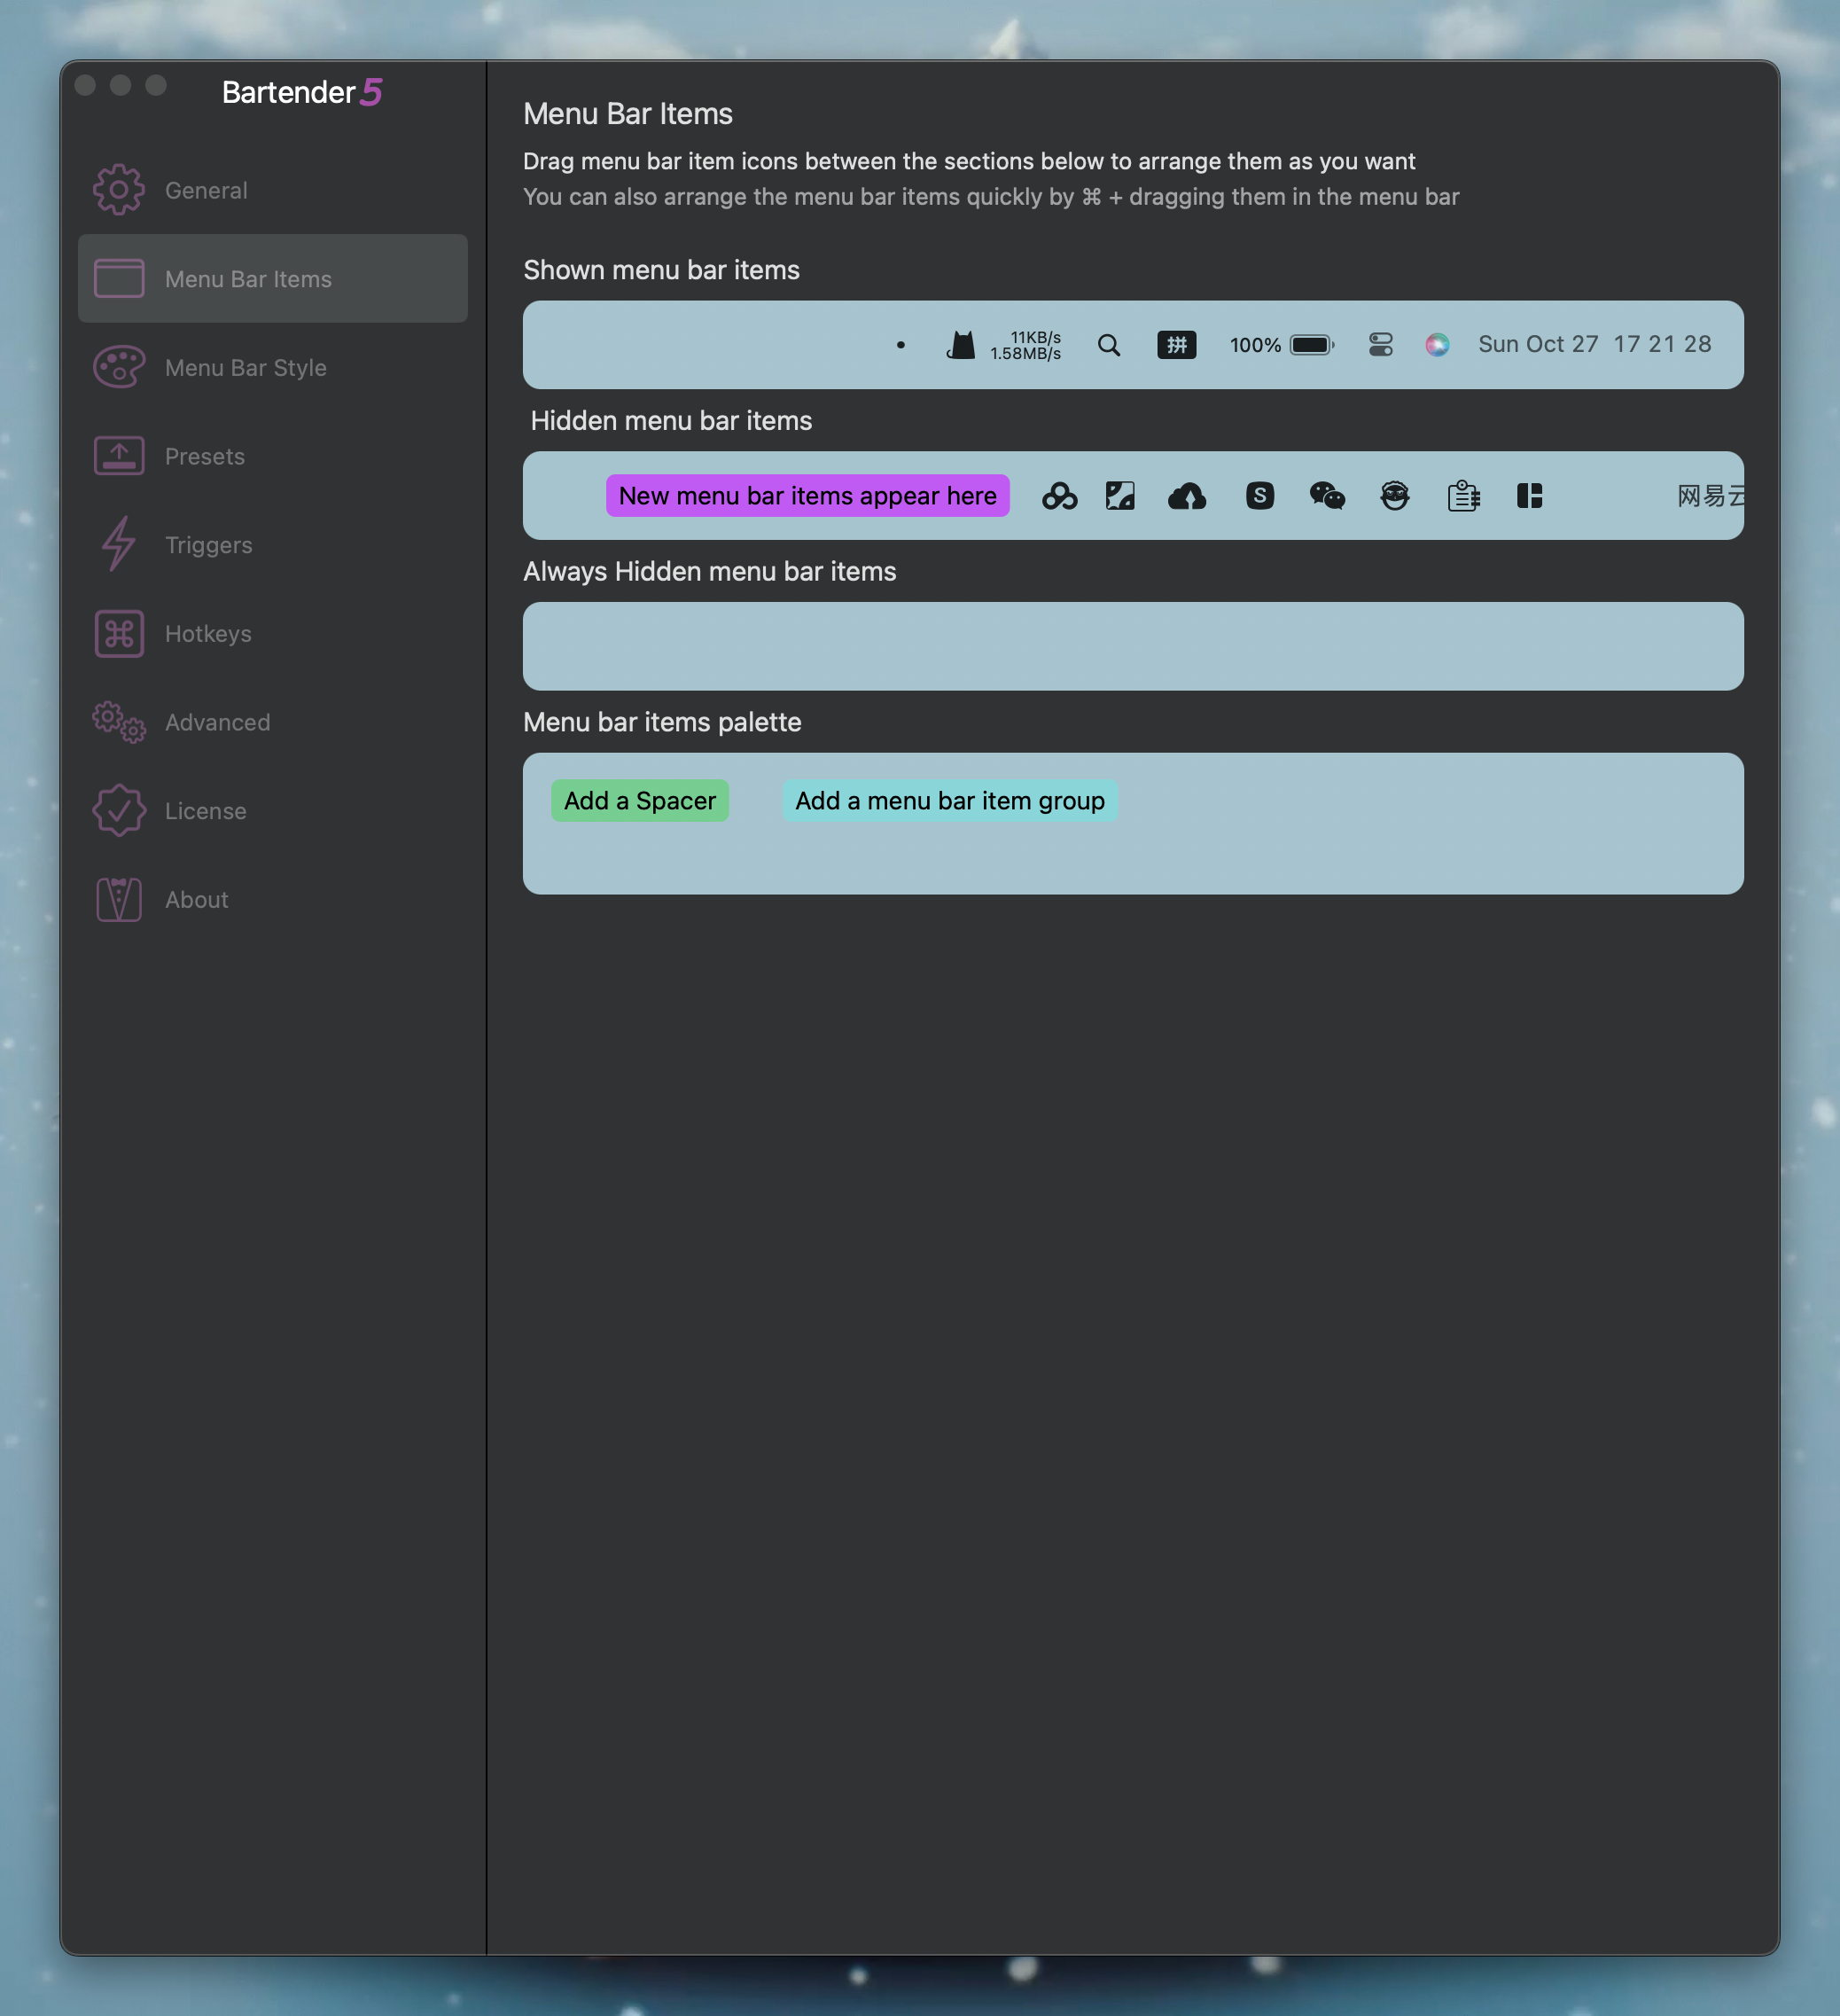 Bartender 5
General
Menu Bar Items
Menu Bar Style
Presets
Triggers
Hotkeys
Advanced
License
About
Menu Bar Items
Drag menu bar item icons between the sections below to arrange them as you want
You can also arrange the menu bar items quickly by ⌘ + dragging them in the menu bar
Shown menu bar items
11KB/s
1.58MB/s
拼
100%
Sun Oct 27 17 21 28
Hidden menu bar items
New menu bar items appear here
S
网易云
Always Hidden menu bar items
Menu bar items palette
Add a Spacer
Add a menu bar item group